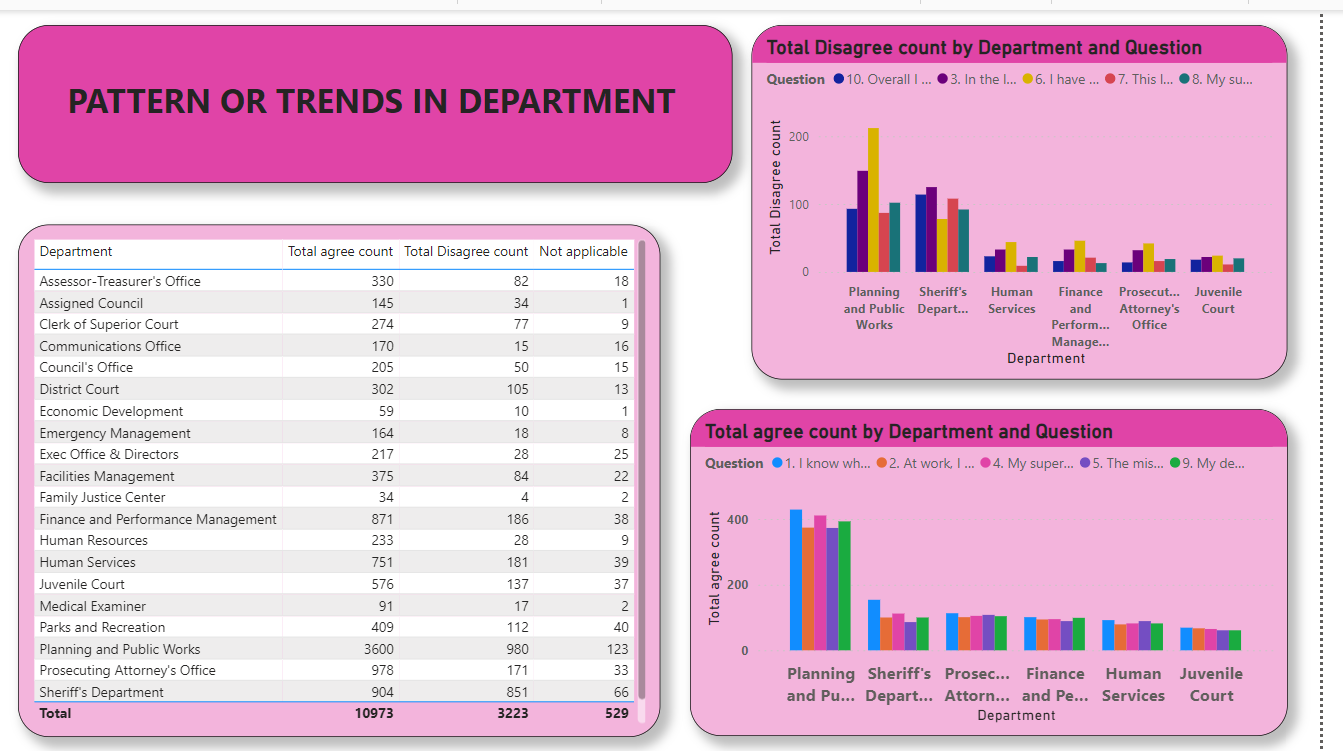 PATTERN OR TRENDS IN DEPARTMENT
Department Total agree count Total Disagree count Not applicable
Assessor-Treasurer's Office 330 82 18
Assigned Council 145 34 1
Clerk of Superior Court 274 77 9
Communications Office 170 15 16
Council's Office 205 50 15
District Court 302 105 13
Economic Development 59 10 1
Emergency Management 164 18 8
Exec Office & Directors 217 28 25
Facilities Management 375 84 22
Family Justice Center 34 4 2
Finance and Performance Management 871 186 38
Human Resources 233 28 9
Human Services 751 181 39
Juvenile Court 576 137 37
Medical Examiner 91 17 2
Parks and Recreation 409 112 40
Planning and Public Works 3600 980 123
Prosecuting Attorney's Office 978 171 33
Sheriff's Department 904 851 66
Total 10973 3223 529
Total Disagree count by Department and Question
Question 10. Overall I ... 3. In the l... 6. I have ... 7. This l... 8. My su...
Total Disagree count
200
100
0
Planning Sheriff's Human Finance Prosecut... Juvenile
and Public Depart... Services and Attorney's Court
Works Perform... Office
Manage...
Department
Total agree count by Department and Question
Question 1. I know wh... 2. At work, I ... 4. My super... 5. The mis... 9. My de...
Total agree count
400
200
0
Planning Sheriff's Prosec... Finance Human Juvenile
and Pu... Depart... Attorn... and Pe... Services Court
Department